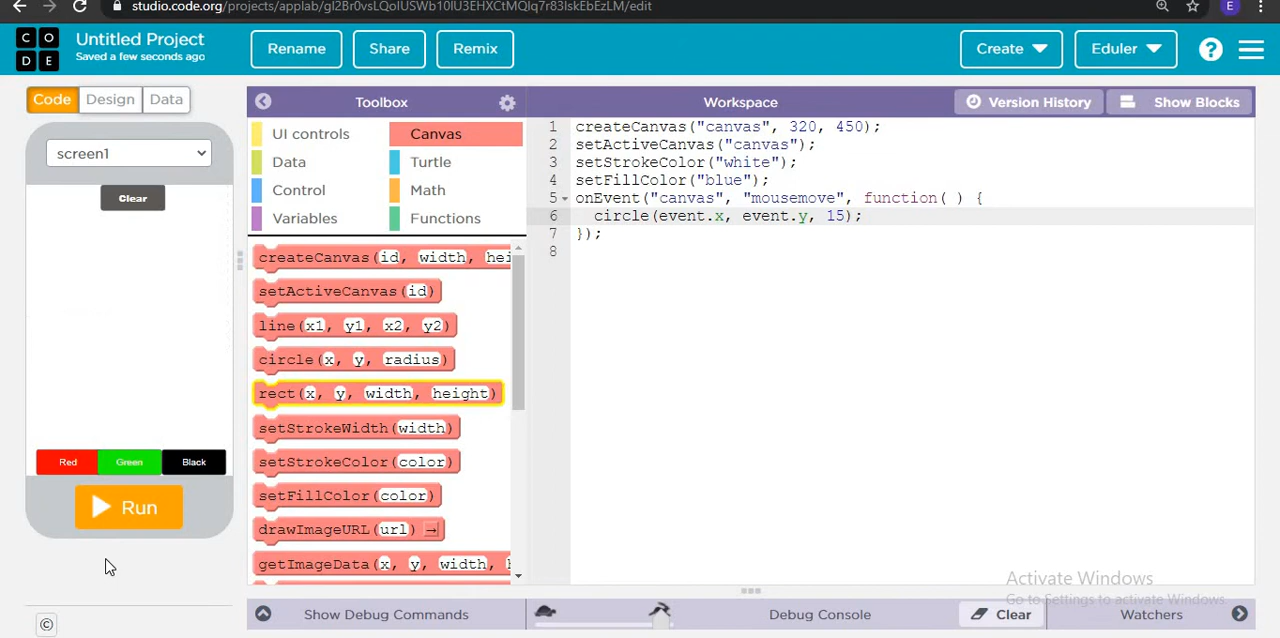 studio.code.org/projects/applab/gl2Br0vsLQolUSWb10lU3EHXCtMQlq7r83lskEbEzLM/edit
E
C O
D E
Untitled Project
Saved a few seconds ago
Rename
Share
Remix
Create
Eduler
?
Code
Design
Data
Toolbox
Workspace
Version History
Show Blocks
screen1
Clear
Red
Green
Black
Run
UI controls
Canvas
Data
Turtle
Control
Math
Variables
Functions
createCanvas(id, width, hei
setActiveCanvas(id)
line(x1, y1, x2, y2)
circle(x, y, radius)
rect(x, y, width, height)
setStrokeWidth(width)
setStrokeColor(color)
setFillColor(color)
drawImageURL(url)
getImageData(x, y, width, h
1 createCanvas("canvas", 320, 450);
2 setActiveCanvas("canvas");
3 setStrokeColor("white");
4 setFillColor("blue");
5 onEvent("canvas", "mousemove", function( ) {
6 circle(event.x, event.y, 15);
7 });
8
Activate Windows
Go to Settings to activate Windows.
©
Show Debug Commands
Debug Console
Clear
Watchers